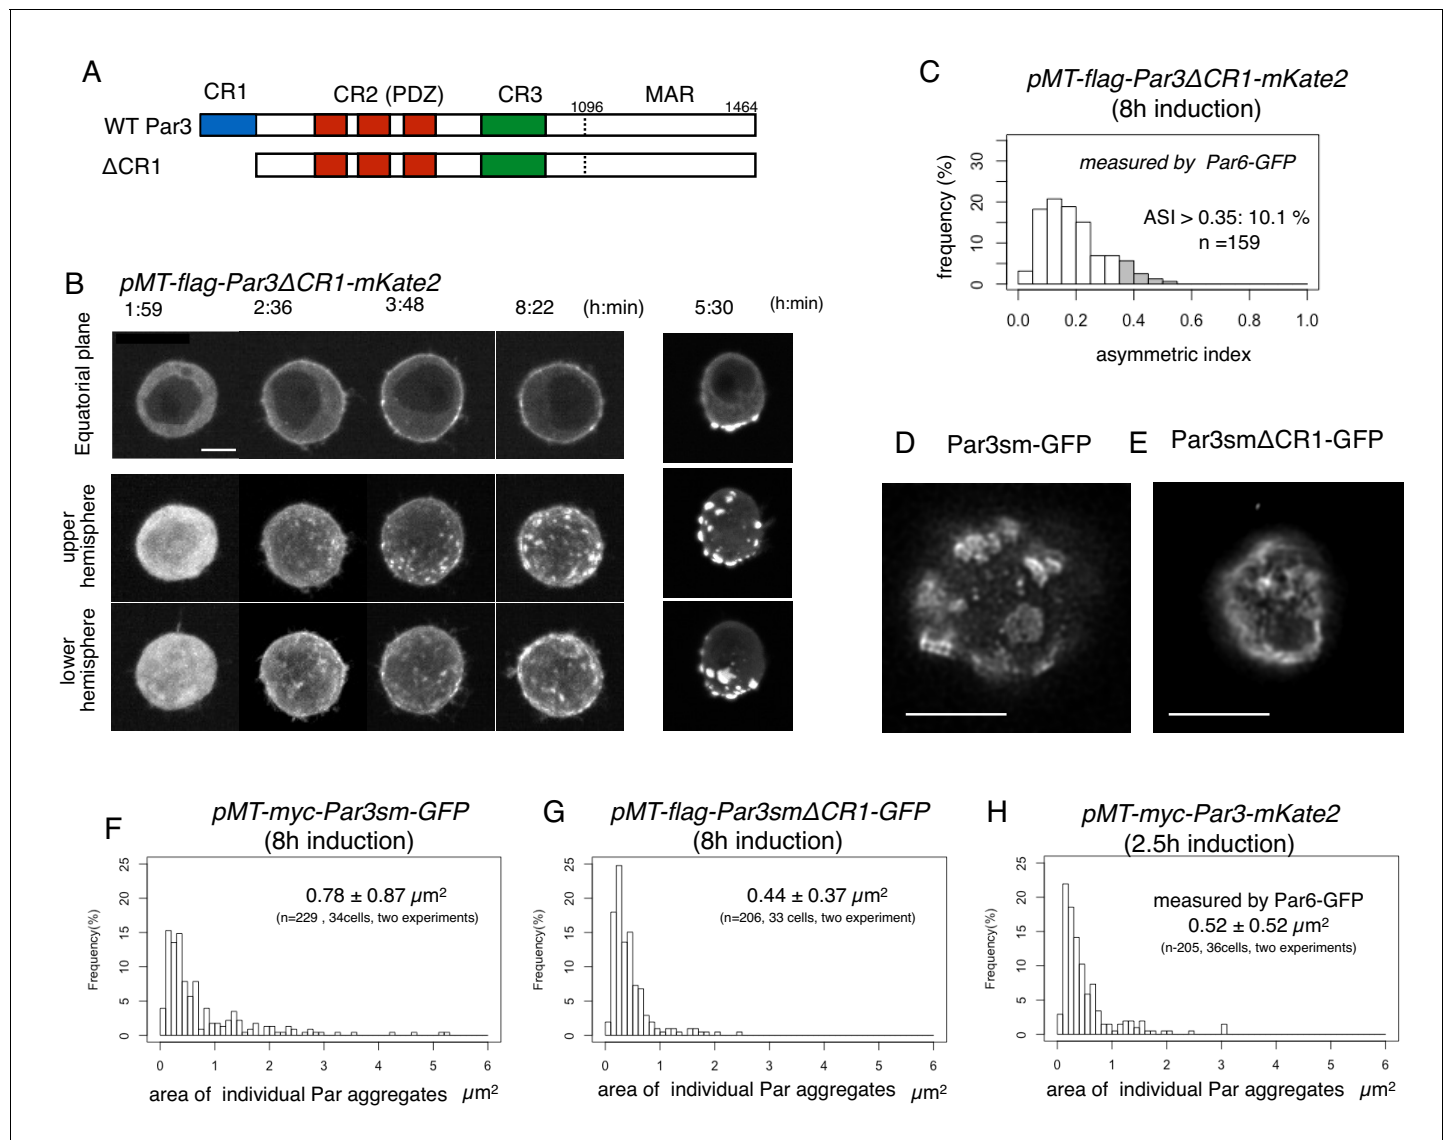 A
CR1
CR2 (PDZ)
CR3
1096
MAR
1464
WT Par3
ΔCR1
B
pMT-flag-Par3ΔCR1-mKate2
1:59
2:36
3:48
8:22
(h:min)
5:30
(h:min)
Equatorial plane
upper
hemisphere
lower
hemisphere
C
pMT-flag-Par3ΔCR1-mKate2
(8h induction)
measured by Par6-GFP
ASI > 0.35: 10.1 %
n =159
frequency (%)
0
10
20
30
0.0
0.2
0.4
0.6
0.8
1.0
asymmetric index
D
Par3sm-GFP
E
Par3smΔCR1-GFP
F
pMT-myc-Par3sm-GFP
(8h induction)
0.78 ± 0.87 µm²
(n=229 , 34cells, two experiments)
Frequency(%)
0
5
10
15
20
25
0
1
2
3
4
5
6
area of individual Par aggregates µm²
G
pMT-flag-Par3smΔCR1-GFP
(8h induction)
0.44 ± 0.37 µm²
(n=206, 33 cells, two experiment)
Frequency(%)
0
5
10
15
20
25
0
1
2
3
4
5
6
area of individual Par aggregates µm²
H
pMT-myc-Par3-mKate2
(2.5h induction)
measured by Par6-GFP
0.52 ± 0.52 µm²
(n-205, 36cells, two experiments)
Frequency(%)
0
5
10
15
20
25
0
1
2
3
4
5
6
area of individual Par aggregates µm²